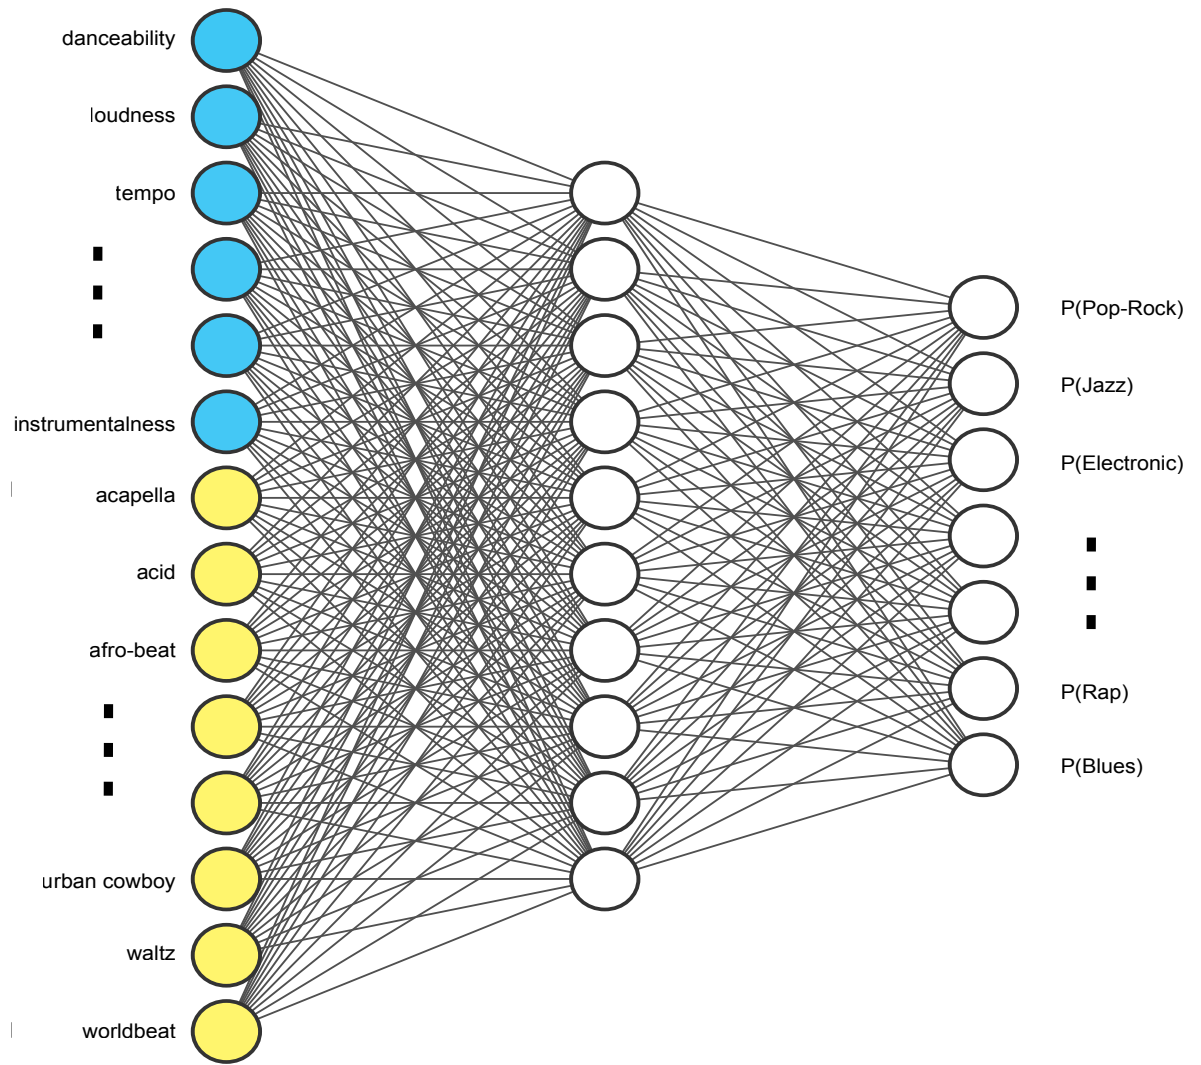 danceability
loudness
tempo
instrumentalness
acapella
acid
afro-beat
urban cowboy
waltz
worldbeat
P(Pop-Rock)
P(Jazz)
P(Electronic)
P(Rap)
P(Blues)